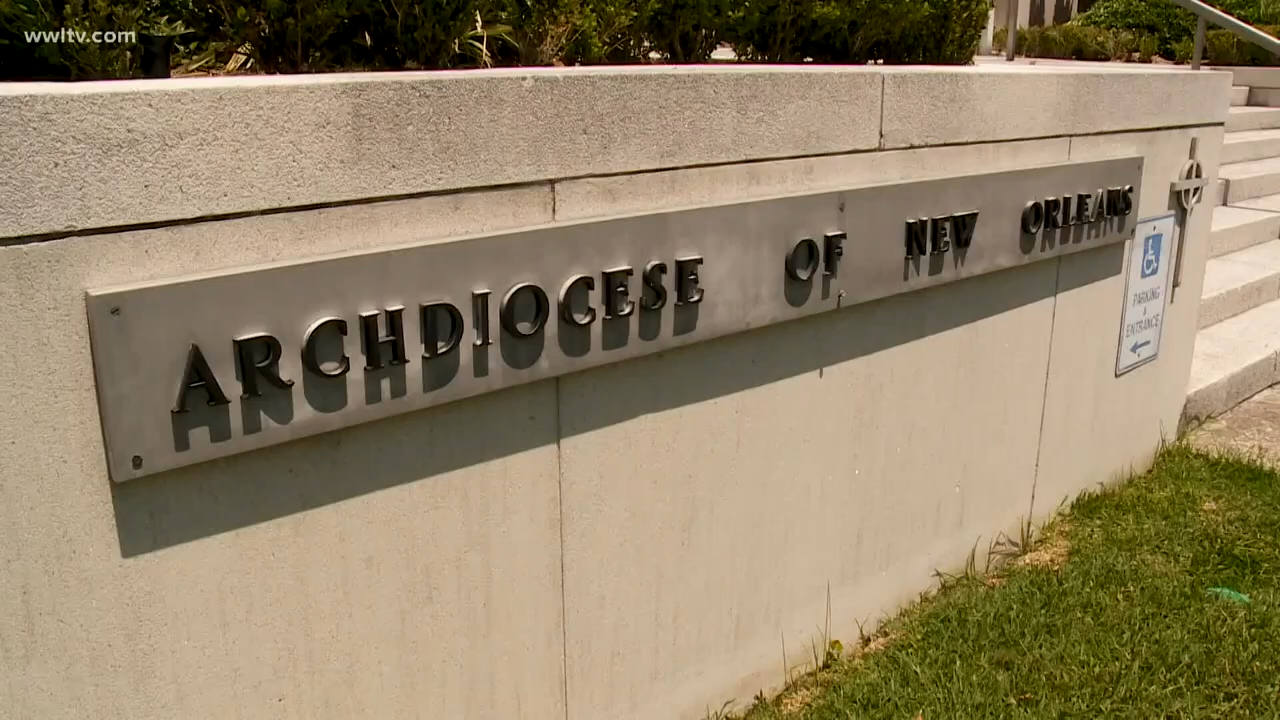 wwltv.com
ARCHDIOCESE OF NEW ORLEANS
PARKING
&
ENTRANCE